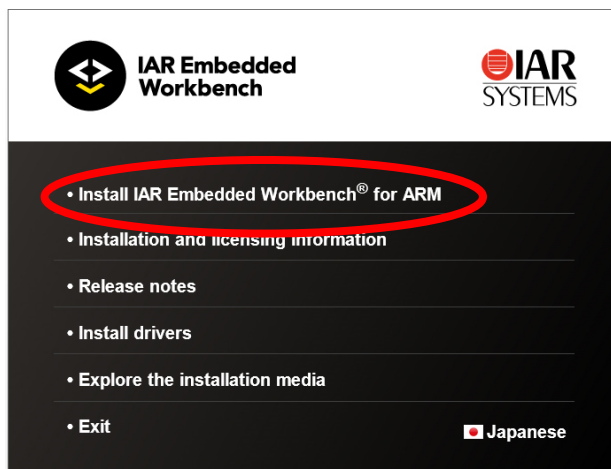 IAR Embedded
Workbench
IAR
SYSTEMS
• Install IAR Embedded Workbench® for ARM
• Installation and licensing information
• Release notes
• Install drivers
• Explore the installation media
• Exit
Japanese